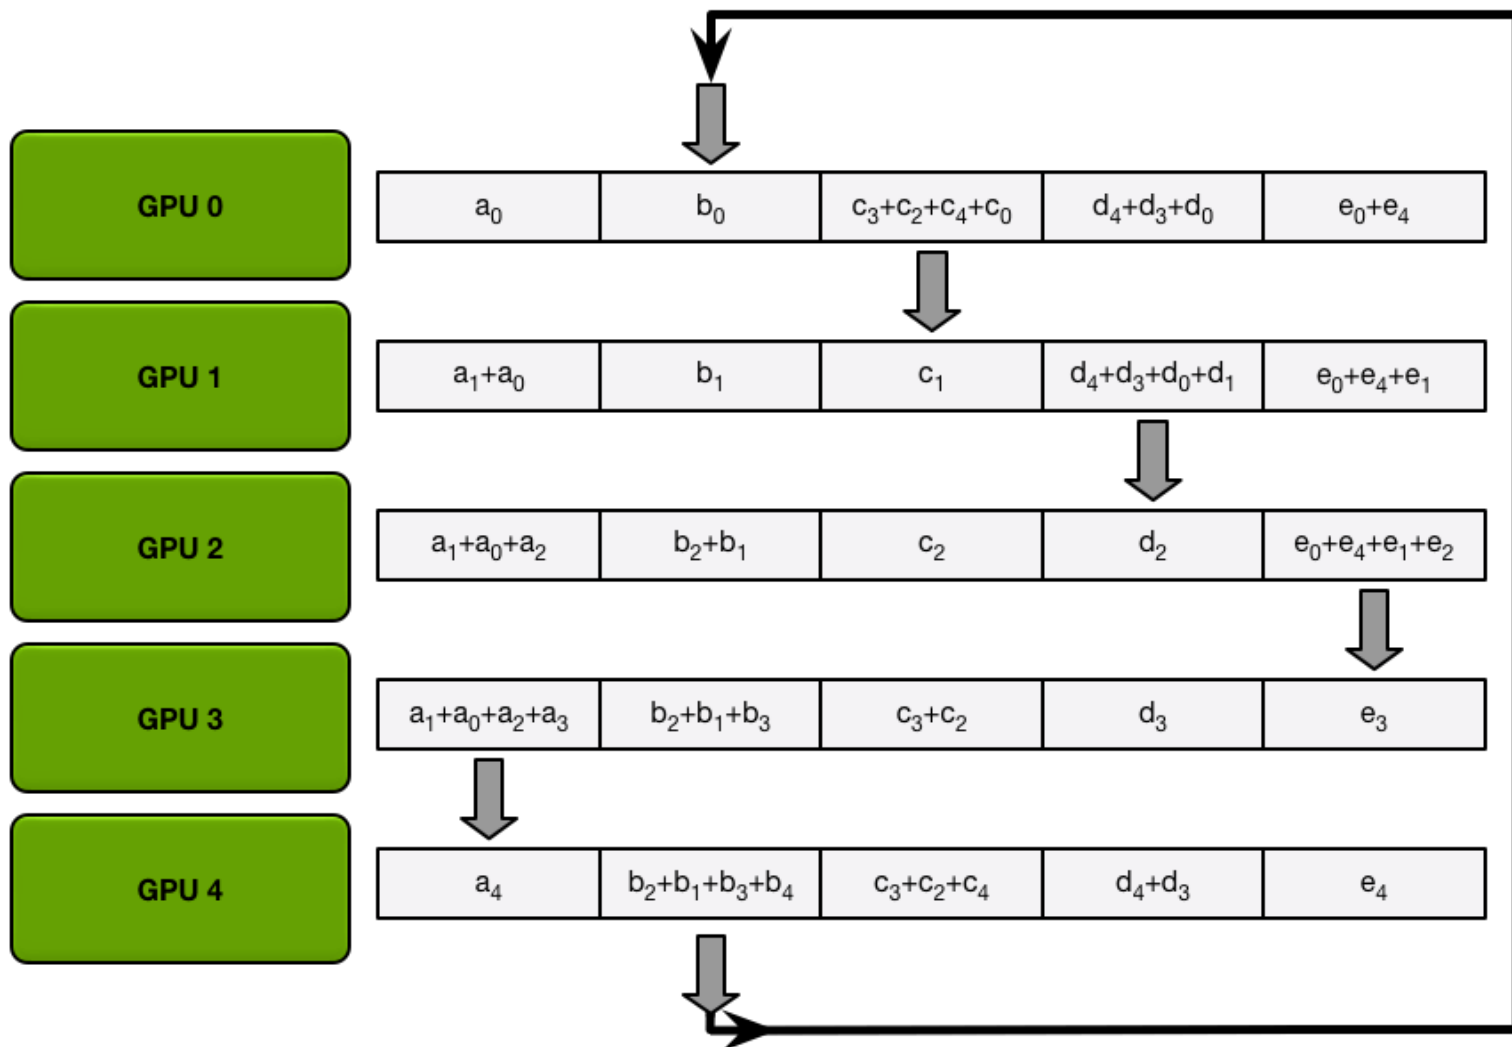 GPU 0 a₀ b₀ c₃+c₂+c₄+c₀ d₄+d₃+d₀ e₀+e₄
GPU 1 a₁+a₀ b₁ c₁ d₄+d₃+d₀+d₁ e₀+e₄+e₁
GPU 2 a₁+a₀+a₂ b₂+b₁ c₂ d₂ e₀+e₄+e₁+e₂
GPU 3 a₁+a₀+a₂+a₃ b₂+b₁+b₃ c₃+c₂ d₃ e₃
GPU 4 a₄ b₂+b₁+b₃+b₄ c₃+c₂+c₄ d₄+d₃ e₄